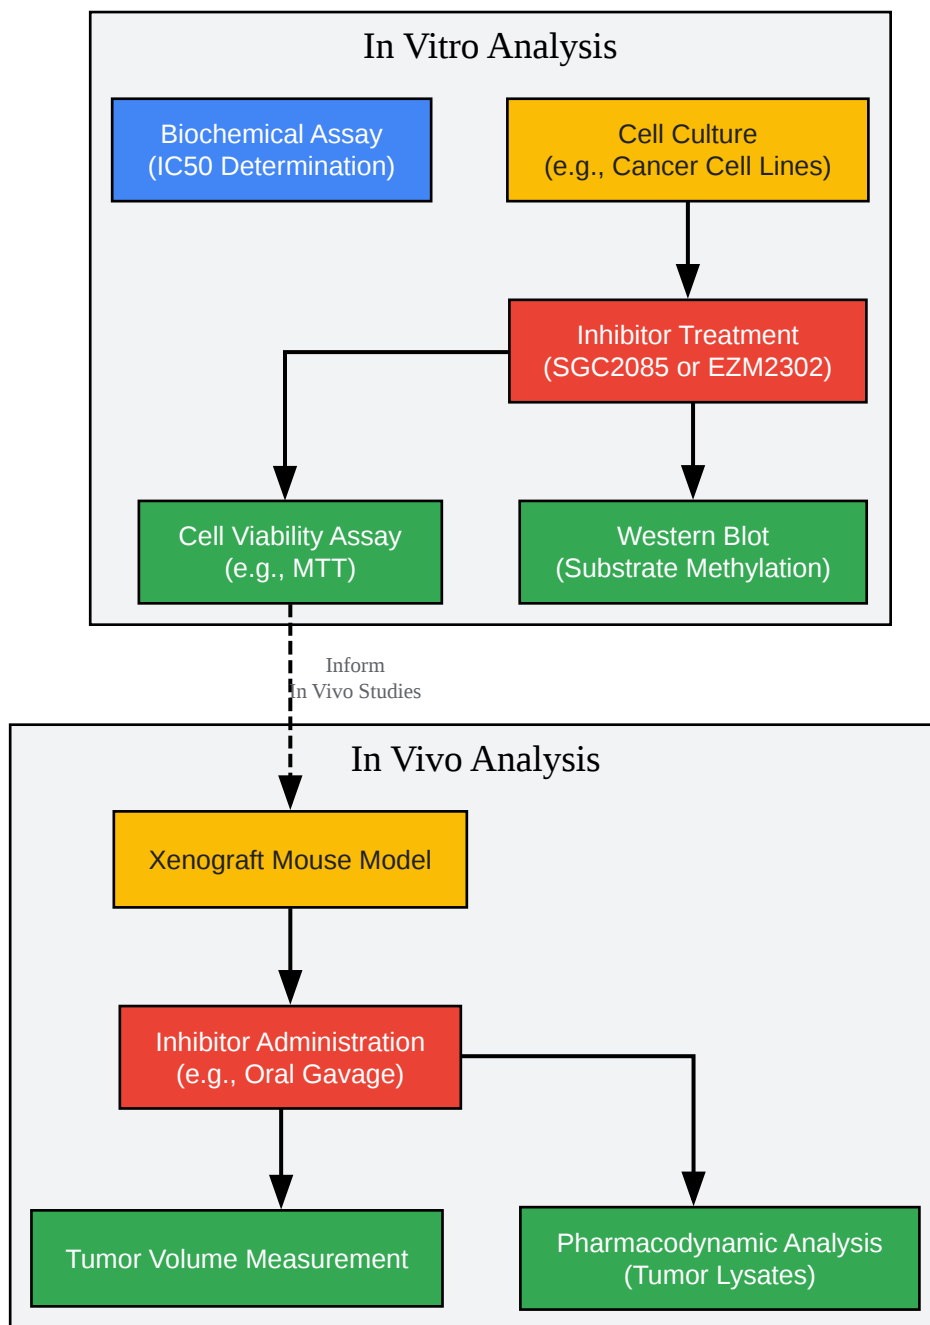 In Vitro Analysis
Biochemical Assay
(IC50 Determination)
Cell Culture
(e.g., Cancer Cell Lines)
Inhibitor Treatment
(SGC2085 or EZM2302)
Cell Viability Assay
(e.g., MTT)
Western Blot
(Substrate Methylation)
Inform
In Vivo Studies
In Vivo Analysis
Xenograft Mouse Model
Inhibitor Administration
(e.g., Oral Gavage)
Tumor Volume Measurement
Pharmacodynamic Analysis
(Tumor Lysates)